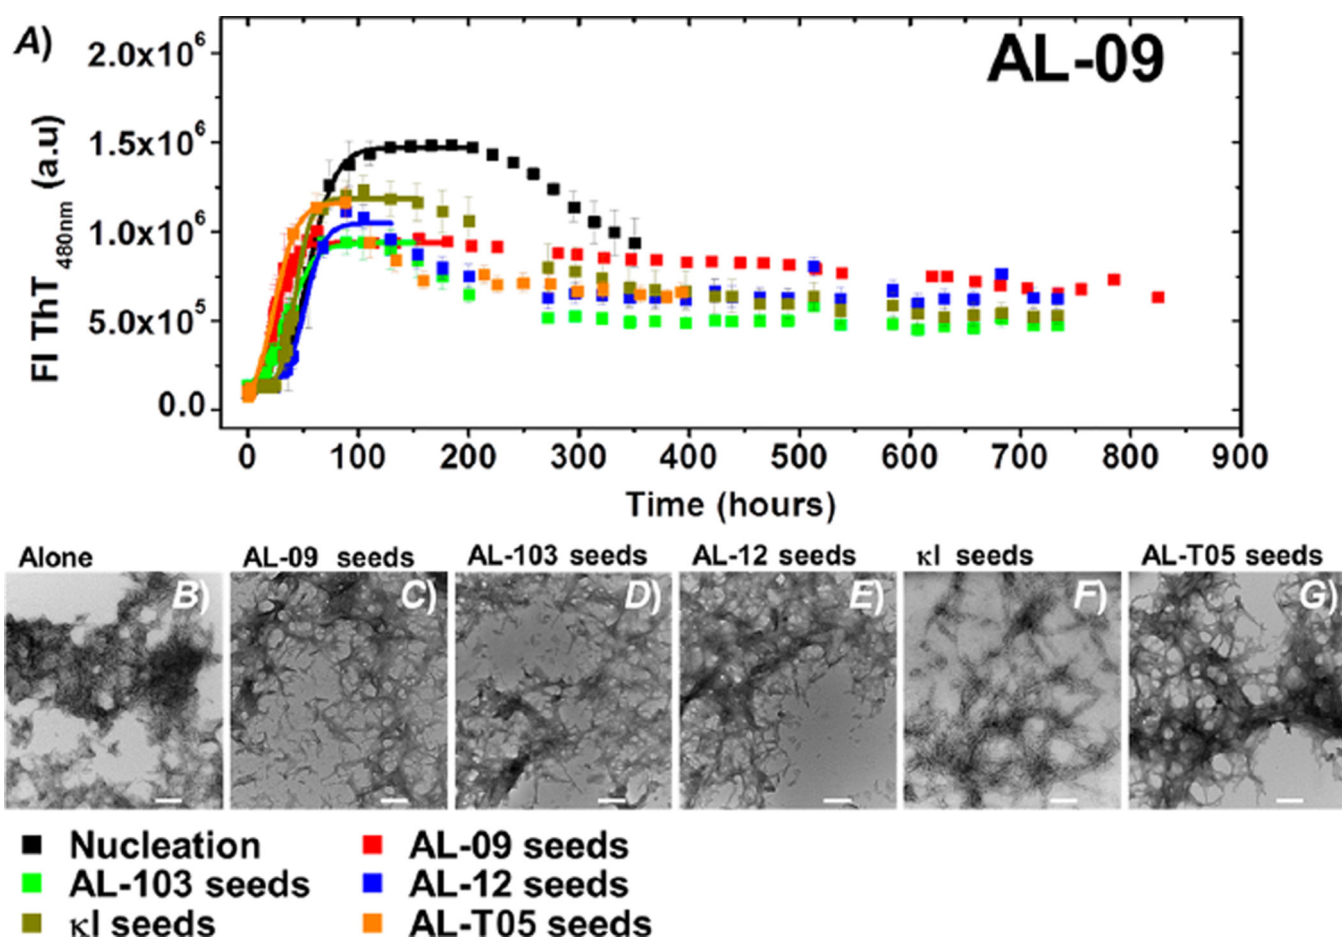 A)
AL-09
FI ThT 480nm (a.u)
2.0x10⁶
1.5x10⁶
1.0x10⁶
5.0x10⁵
0.0
0 100 200 300 400 500 600 700 800 900
Time (hours)
Alone AL-09 seeds AL-103 seeds AL-12 seeds κI seeds AL-T05 seeds
B) C) D) E) F) G)
Nucleation AL-09 seeds
AL-103 seeds AL-12 seeds
κI seeds AL-T05 seeds